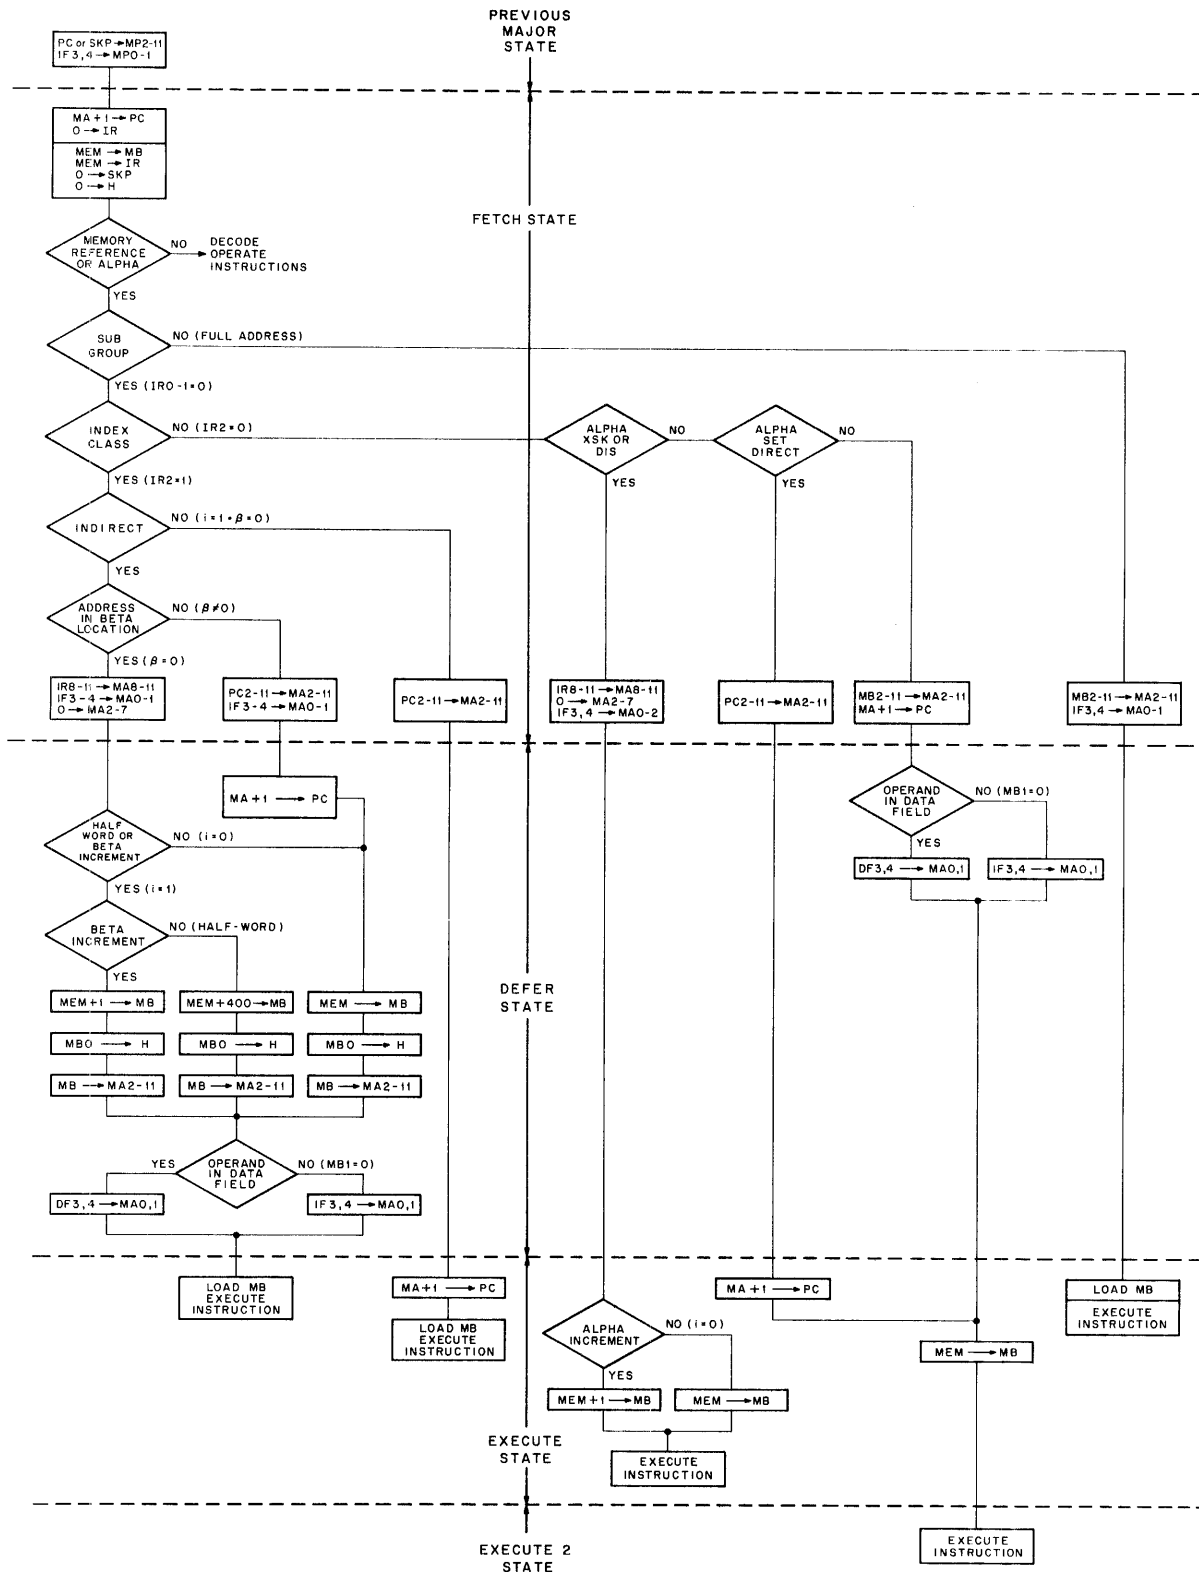 PREVIOUS
MAJOR
STATE
PC or SKP→MP2-11
IF3,4→MP0-1
MA+1→PC
0→IR
MEM→MB
MEM→IR
0→SKP
0→H
FETCH STATE
MEMORY
REFERENCE
OR ALPHA
NO
DECODE
OPERATE
INSTRUCTIONS
YES
SUB
GROUP
NO (FULL ADDRESS)
YES (IR0-1=0)
INDEX
CLASS
NO (IR2=0)
ALPHA
XSK OR
DIS
NO
ALPHA
SET
DIRECT
NO
YES (IR2=1)
YES
YES
INDIRECT
NO (i=1•β=0)
YES
ADDRESS
IN BETA
LOCATION
NO (β≠0)
YES (β=0)
IR8-11→MA8-11
IF3-4→MA0-1
0→MA2-7
PC2-11→MA2-11
IF3-4→MA0-1
PC2-11→MA2-11
IR8-11→MA8-11
0→MA2-7
IF3,4→MA0-2
PC2-11→MA2-11
MB2-11→MA2-11
MA+1→PC
MB2-11→MA2-11
IF3,4→MA0-1
MA+1→PC
OPERAND
IN DATA
FIELD
NO (MB1=0)
YES
DF3,4→MA0,1
IF3,4→MA0,1
HALF
WORD OR
BETA
INCREMENT
NO (i=0)
YES (i=1)
BETA
INCREMENT
NO (HALF-WORD)
YES
DEFER
STATE
MEM+1→MB
MEM+400→MB
MEM→MB
MB0→H
MB0→H
MB0→H
MB→MA2-11
MB→MA2-11
MB→MA2-11
YES
OPERAND
IN DATA
FIELD
NO (MB1=0)
DF3,4→MA0,1
IF3,4→MA0,1
LOAD MB
EXECUTE
INSTRUCTION
MA+1→PC
LOAD MB
EXECUTE
INSTRUCTION
MA+1→PC
LOAD MB
EXECUTE
INSTRUCTION
ALPHA
INCREMENT
NO (i=0)
YES
MEM→MB
MEM+1→MB
MEM→MB
EXECUTE
STATE
EXECUTE
INSTRUCTION
EXECUTE 2
STATE
EXECUTE
INSTRUCTION